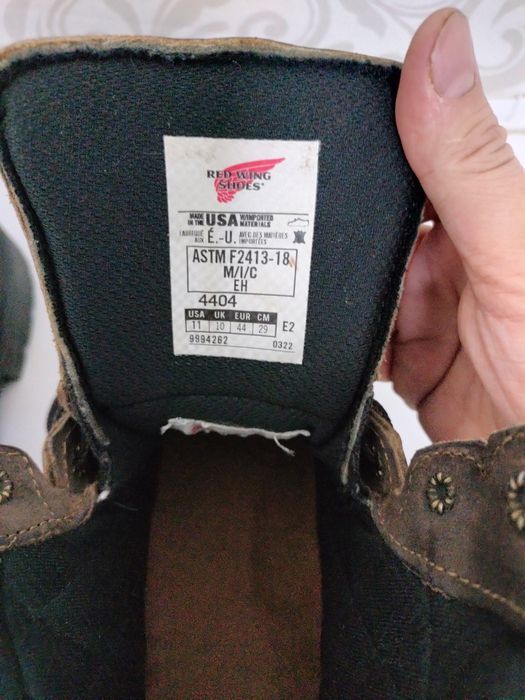 RED WING
SHOES®
MADE IN THE USA W/IMPORTED MATERIALS
FABRIQUÉ AUX É.-U. AVEC DES MATIÈRES IMPORTÉES
ASTM F2413-18
M/I/C
EH
4404
USA UK EUR CM
11 10 44 29 E2
9994262 0322